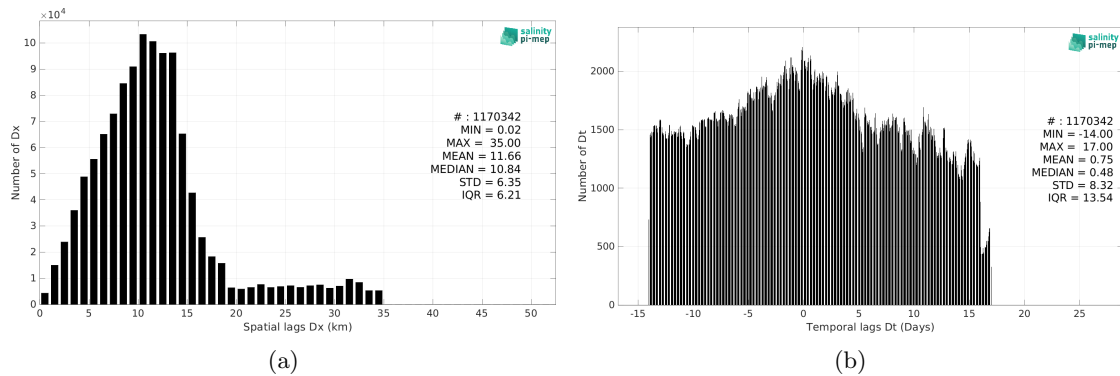 ×10⁴
salinity
pi-mep
10
9
8
7
6
5
4
3
2
1
0
Number of Dx
# : 1170342
MIN = 0.02
MAX = 35.00
MEAN = 11.66
MEDIAN = 10.84
STD = 6.35
IQR = 6.21
0 5 10 15 20 25 30 35 40 45 50
Spatial lags Dx (km)
(a)
salinity
pi-mep
2000
1500
1000
500
0
Number of Dt
# : 1170342
MIN = -14.00
MAX = 17.00
MEAN = 0.75
MEDIAN = 0.48
STD = 8.32
IQR = 13.54
-15 -10 -5 0 5 10 15 20 25
Temporal lags Dt (Days)
(b)